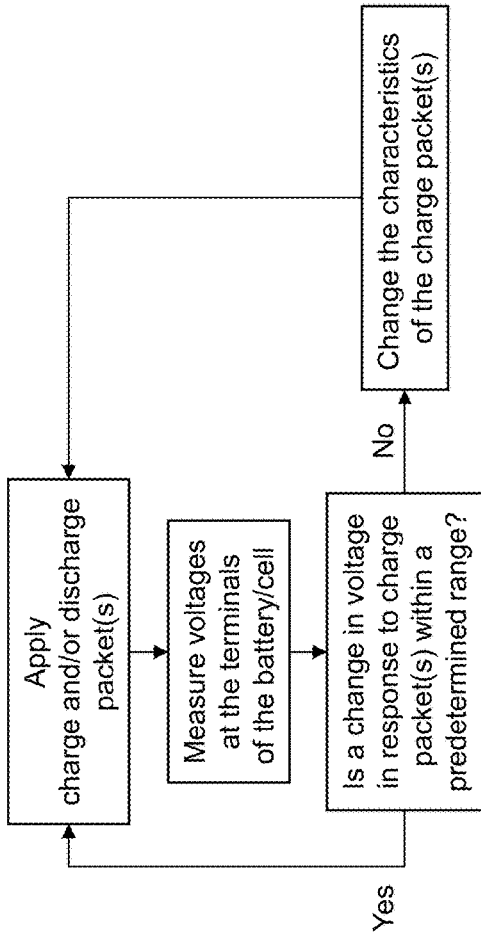 Apply
charge and/or discharge
packet(s)
Measure voltages
at the terminals
of the battery/cell
Is a change in voltage
in response to charge
packet(s) within a
predetermined range?
Yes
No
Change the characteristics
of the charge packet(s)